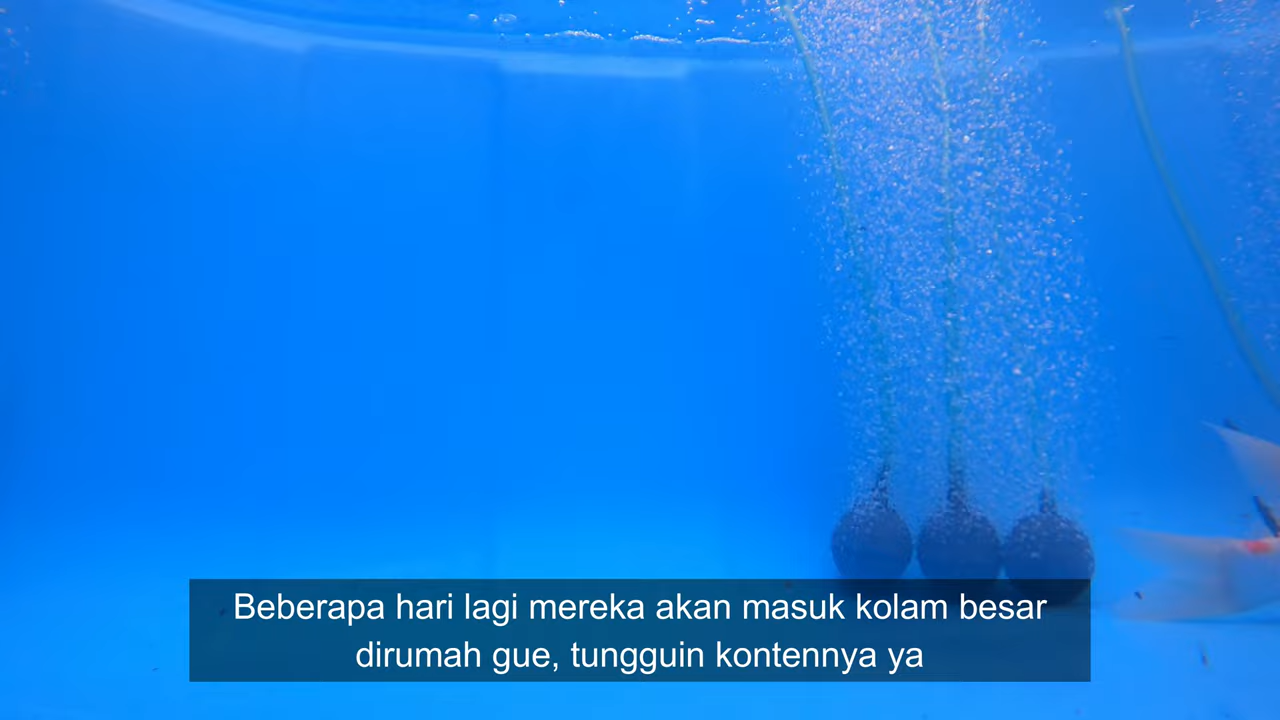 Beberapa hari lagi mereka akan masuk kolam besar
dirumah gue, tungguin kontennya ya